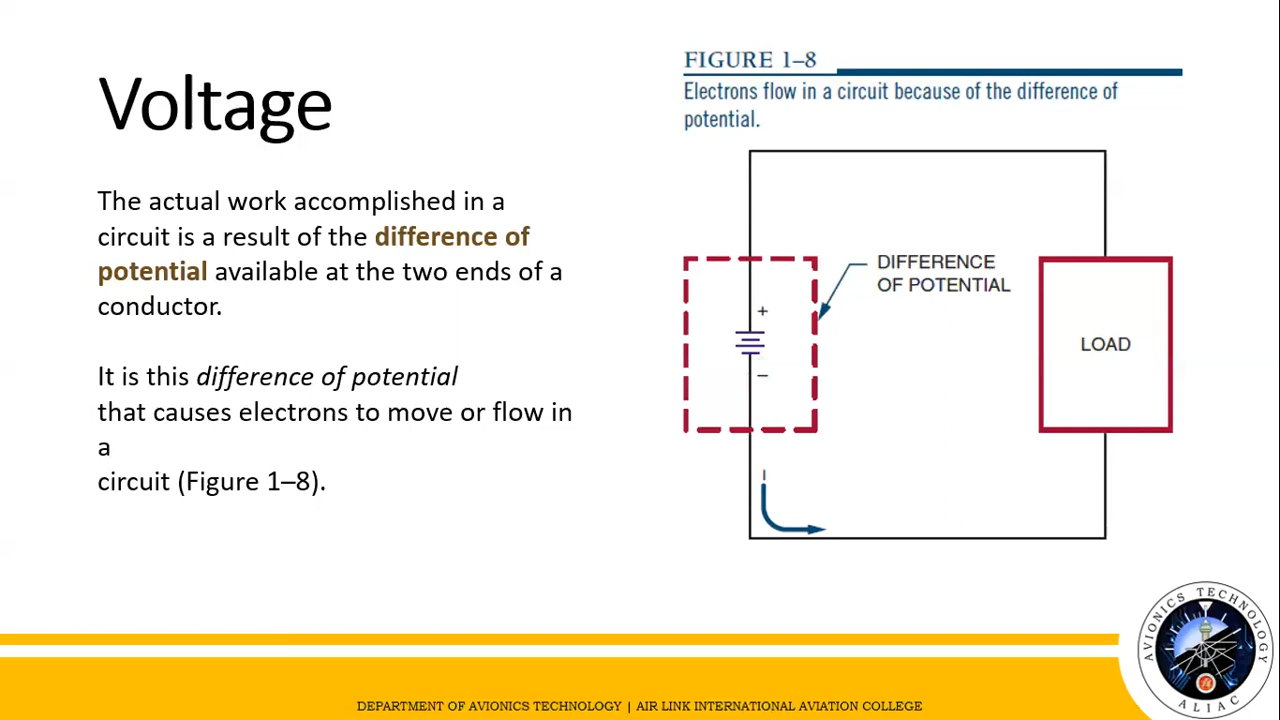 Voltage
The actual work accomplished in a
circuit is a result of the difference of
potential available at the two ends of a
conductor.
It is this difference of potential
that causes electrons to move or flow in
a
circuit (Figure 1–8).
FIGURE 1–8
Electrons flow in a circuit because of the difference of
potential.
DIFFERENCE
OF POTENTIAL
+
–
LOAD
I
AVIONICS TECHNOLOGY
ALIAC
DEPARTMENT OF AVIONICS TECHNOLOGY | AIR LINK INTERNATIONAL AVIATION COLLEGE